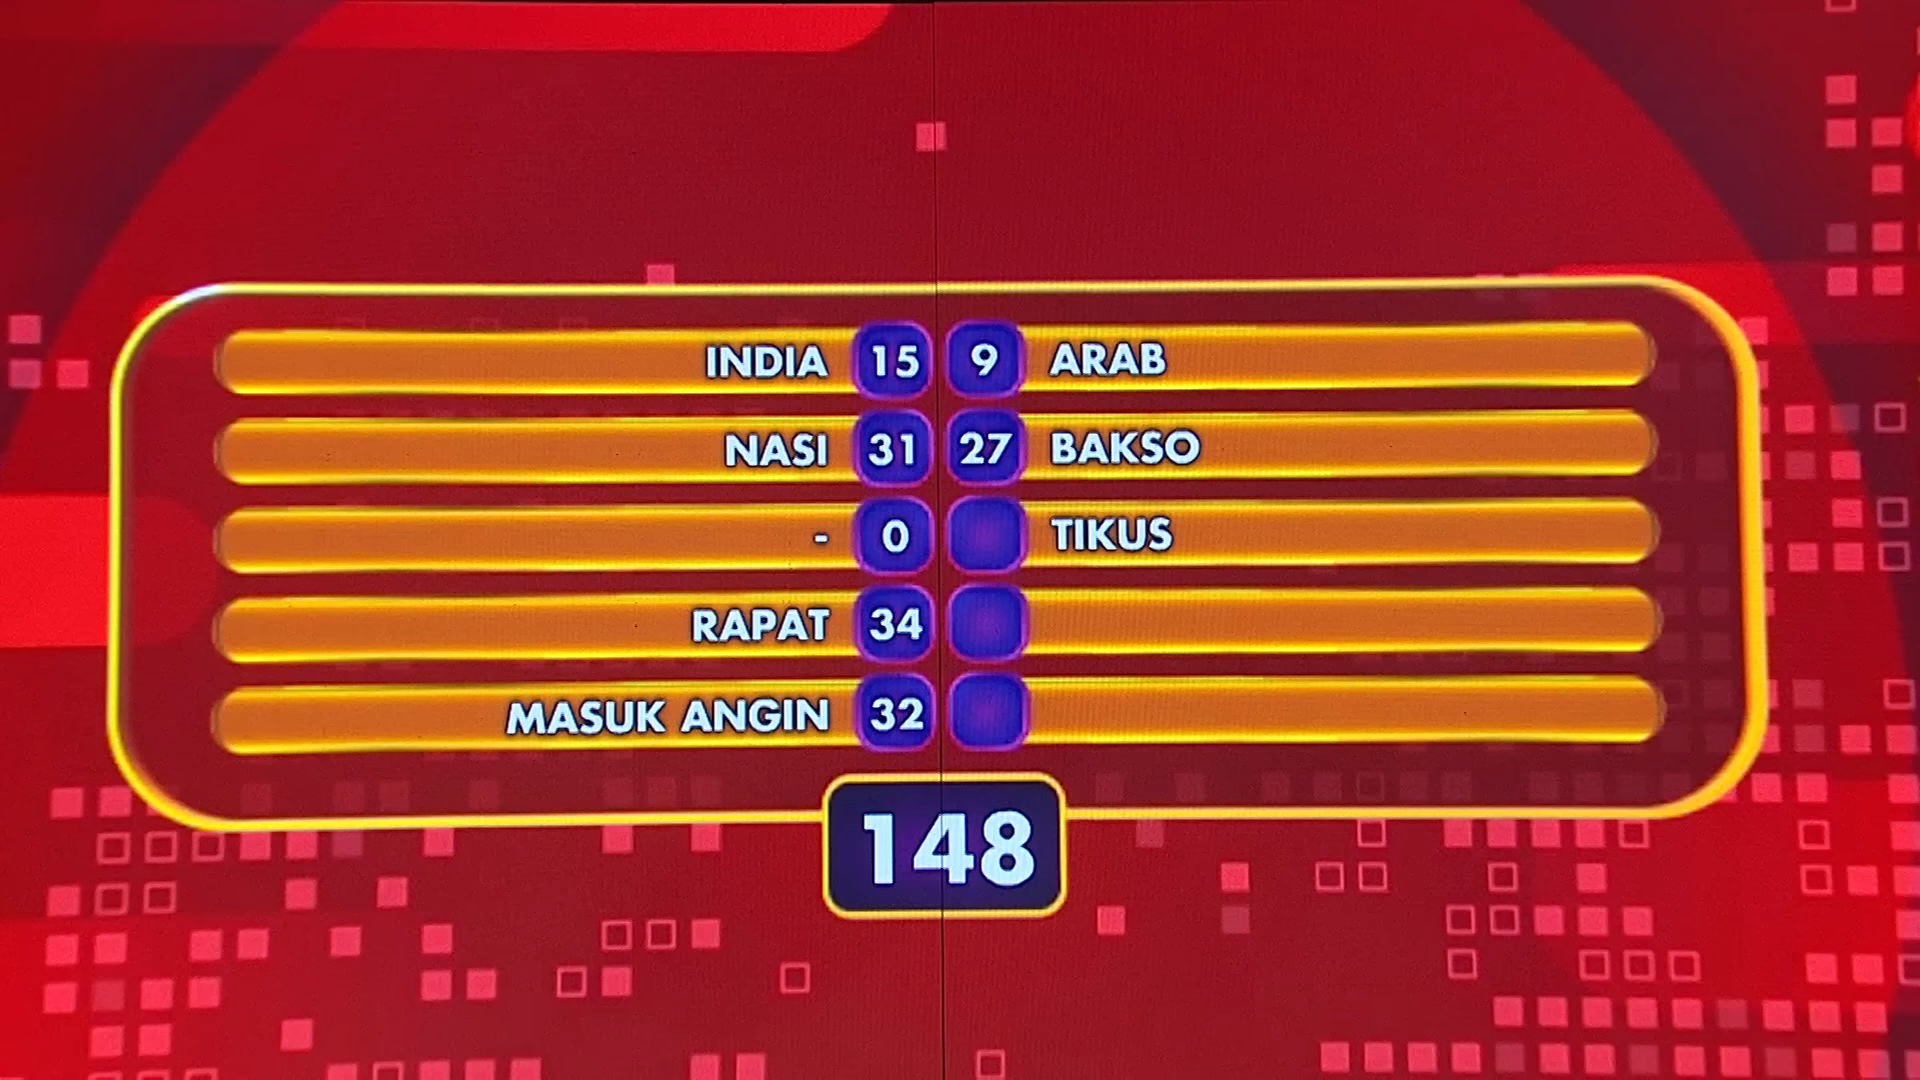 INDIA 15 9 ARAB
NASI 31 27 BAKSO
- 0 TIKUS
RAPAT 34
MASUK ANGIN 32
148